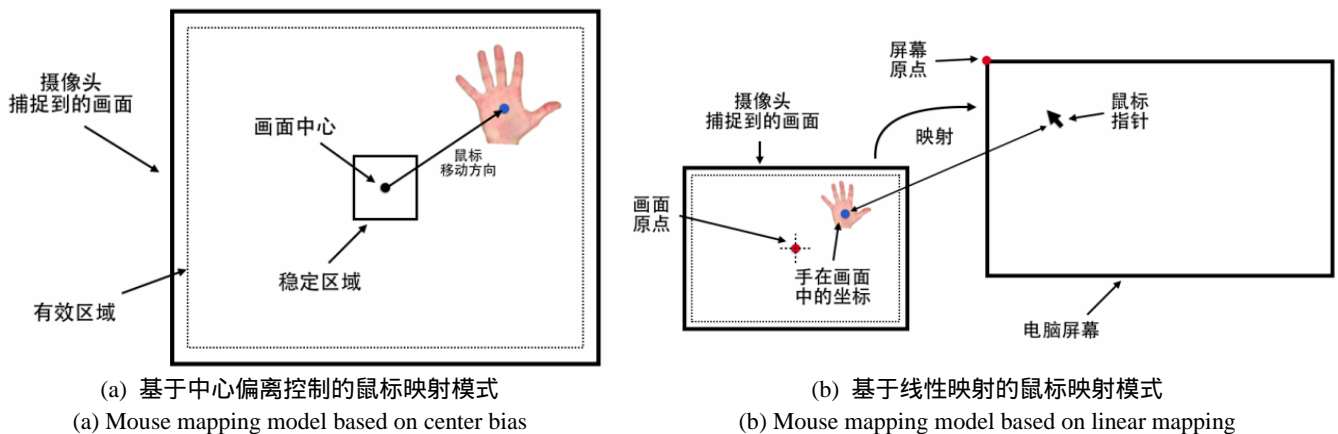 摄像头
捕捉到的画面
画面中心
鼠标
移动方向
稳定区域
有效区域
(a) 基于中心偏离控制的鼠标映射模式
(a) Mouse mapping model based on center bias
屏幕
原点
摄像头
捕捉到的画面
映射
鼠标
指针
画面
原点
手在画面
中的坐标
电脑屏幕
(b) 基于线性映射的鼠标映射模式
(b) Mouse mapping model based on linear mapping